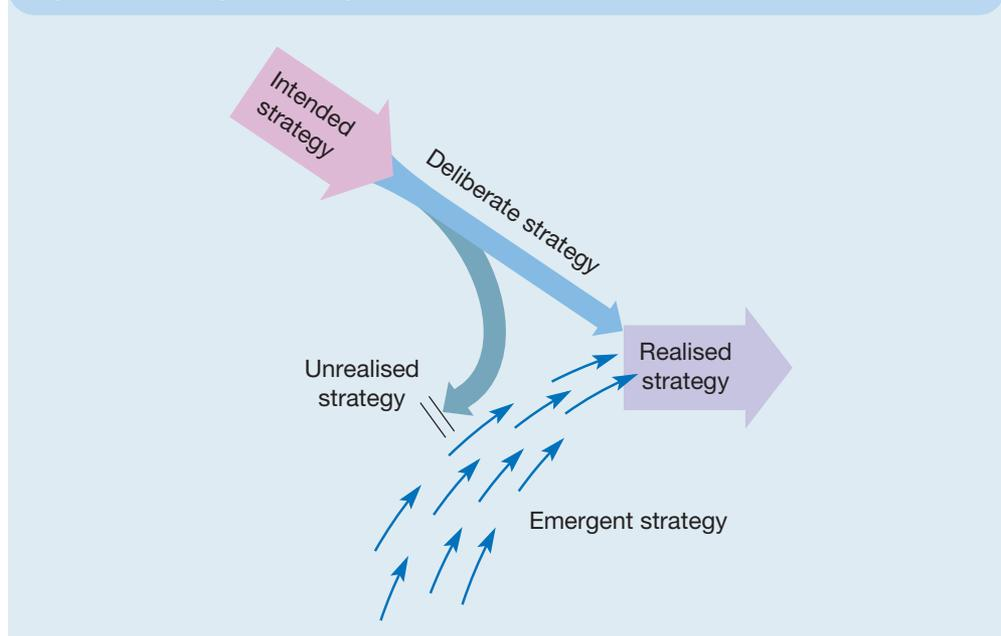 Intended
strategy
Deliberate strategy
Unrealised
strategy
Realised
strategy
Emergent strategy